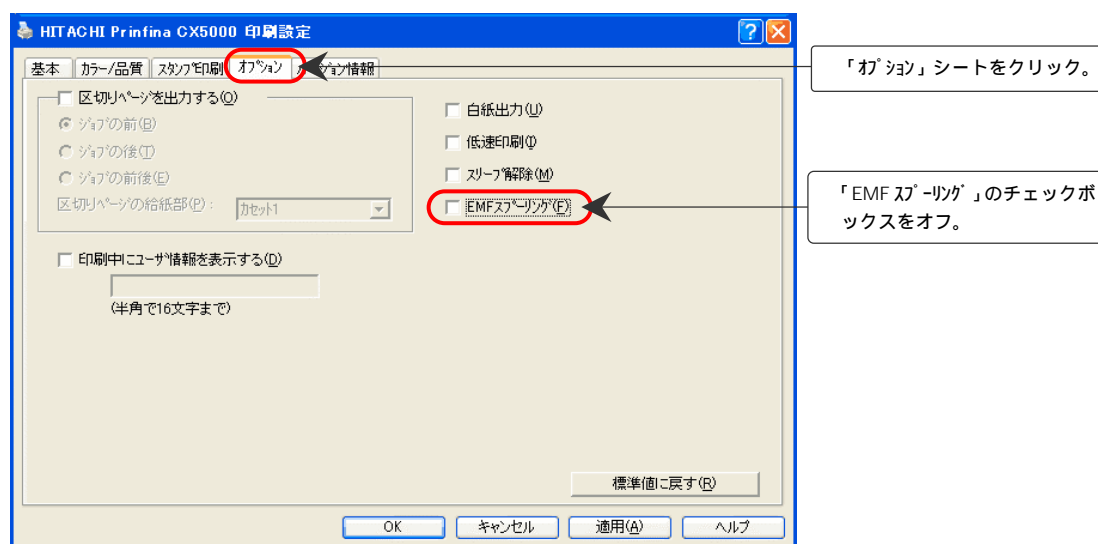 HITACHI Prinfina CX5000 印刷設定
基本 カラー/品質 スタンプ印刷 オプション 情報
「オプション」シートをクリック。
区切りページを出力する(O)
白紙出力(U)
ジョブの前(B)
低速印刷(I)
ジョブの後(T)
スリープ解除(M)
ジョブの前後(E)
EMFスプーリング(F)
「EMF スプーリング」のチェックボ
ックスをオフ。
区切りページの給紙部(P): カセット1
印刷中にユーザ情報を表示する(D)
(半角で16文字まで)
標準値に戻す(R)
OK キャンセル 適用(A) ヘルプ